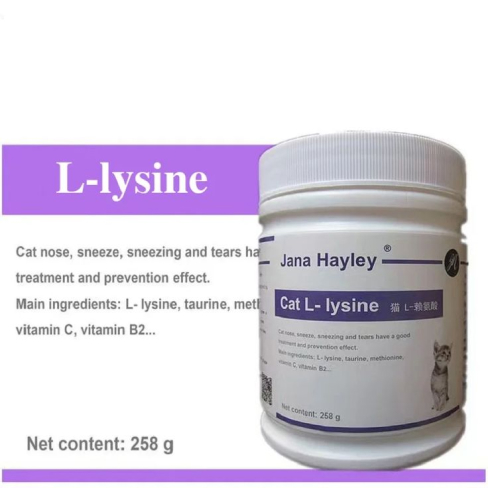 L-lysine
Cat nose, sneeze, sneezing and tears ha
treatment and prevention effect.
Main ingredients: L- lysine, taurine, met
vitamin C, vitamin B2...
Net content: 258 g
Jana Hayley ®
Cat L- lysine 猫 L-赖氨酸
Cat nose, sneeze, sneezing and tears have a good
treatment and prevention effect.
Main ingredients: L- lysine, taurine, methionine,
vitamin C, vitamin B2...
Net content: 258 g